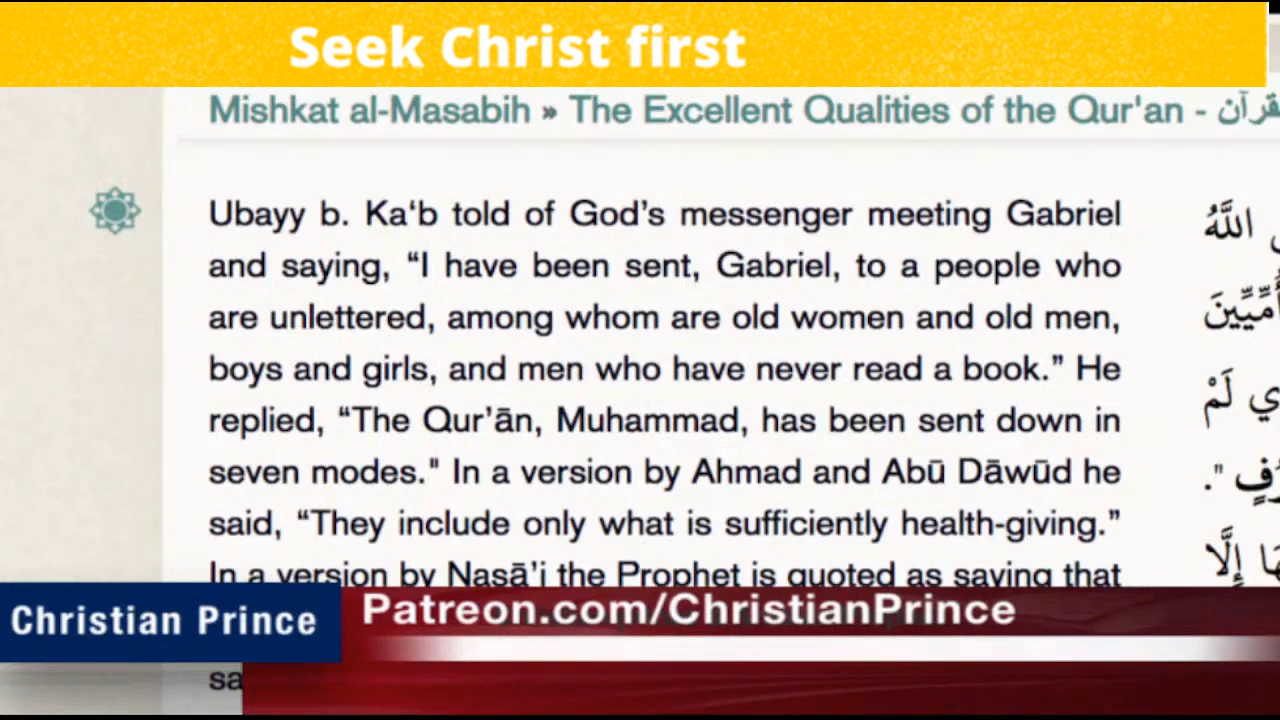 Seek Christ first
Mishkat al-Masabih » The Excellent Qualities of the Qur'an -
Ubayy b. Ka‘b told of God’s messenger meeting Gabriel
and saying, “I have been sent, Gabriel, to a people who
are unlettered, among whom are old women and old men,
boys and girls, and men who have never read a book.” He
replied, “The Qur’ān, Muhammad, has been sent down in
seven modes." In a version by Ahmad and Abū Dāwūd he
said, “They include only what is sufficiently health-giving.”
In a version by Nasā’i the Prophet is quoted as saying that
اللَّهُ
لَمْ
إِلَّا
Christian Prince
Patreon.com/ChristianPrince
sa